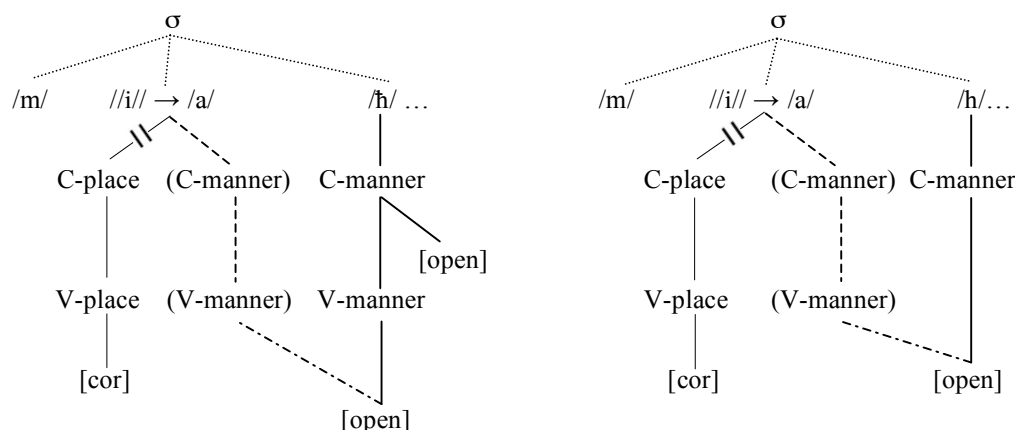 σ σ
/m/ //i// → /a/ /ħ/ … /m/ //i// → /a/ /h/…
C-place (C-manner) C-manner C-place (C-manner) C-manner
[open]
V-place (V-manner) V-manner V-place (V-manner)
[cor] [cor] [open]
[open]